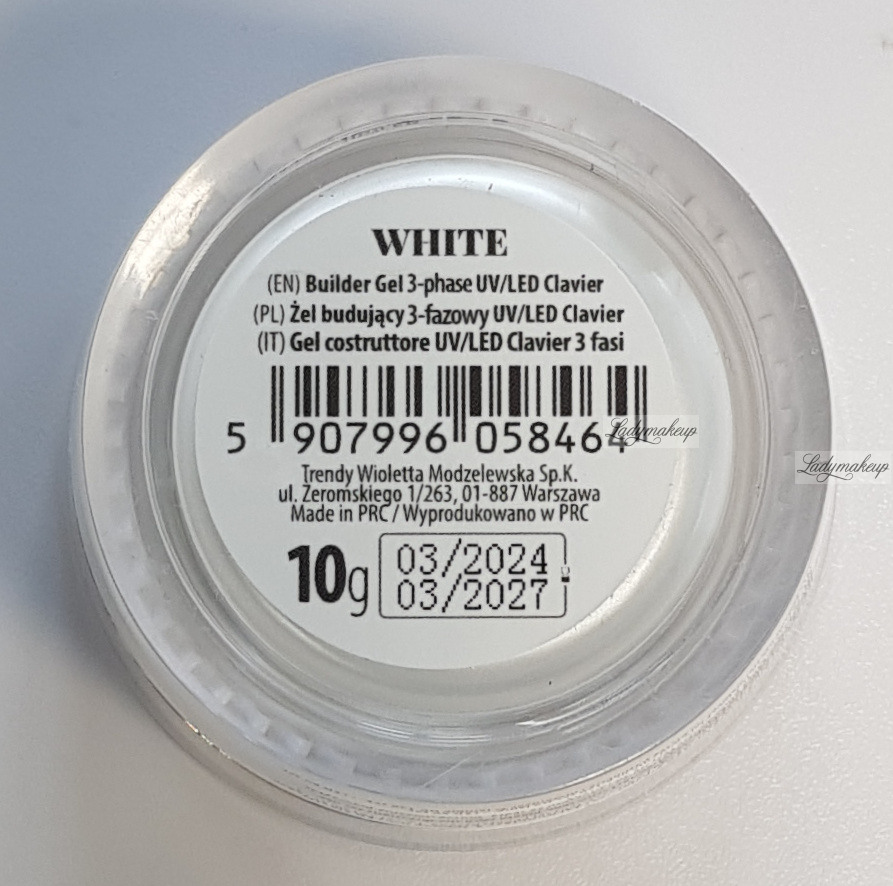 WHITE
(EN) Builder Gel 3-phase UV/LED Clavier
(PL) Żel budujący 3-fazowy UV/LED Clavier
(IT) Gel costruttore UV/LED Clavier 3 fasi
5 907996 058464
Trendy Wioletta Modzelewska Sp.K.
ul. Żeromskiego 1/263, 01-887 Warszawa
Made in PRC / Wyprodukowano w PRC
10g
03/2024
03/2027
Ladymakeup
Ladymakeup